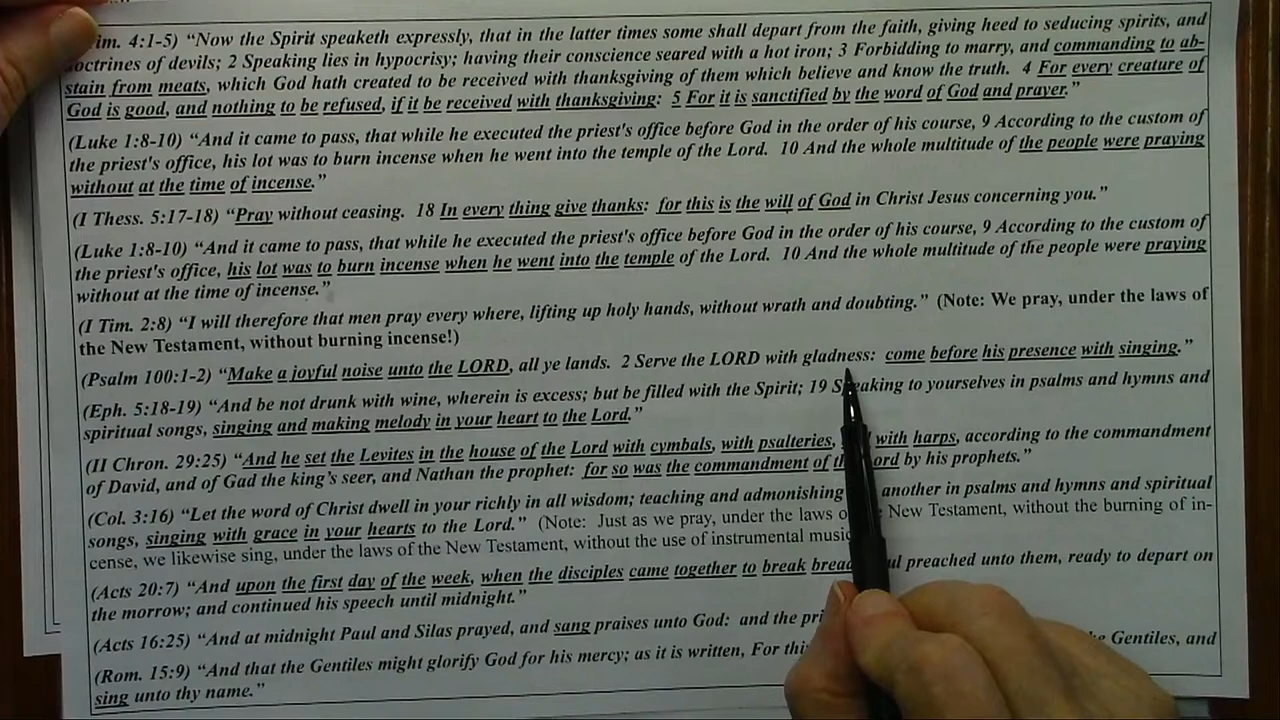 im. 4:1-5) “Now the Spirit speaketh expressly, that in the latter times some shall depart from the faith, giving heed to seducing spirits, and
doctrines of devils; 2 Speaking lies in hypocrisy; having their conscience seared with a hot iron; 3 Forbidding to marry, and commanding to ab-
stain from meats, which God hath created to be received with thanksgiving of them which believe and know the truth. 4 For every creature of
God is good, and nothing to be refused, if it be received with thanksgiving: 5 For it is sanctified by the word of God and prayer.”
(Luke 1:8-10) “And it came to pass, that while he executed the priest's office before God in the order of his course, 9 According to the custom of
the priest's office, his lot was to burn incense when he went into the temple of the Lord. 10 And the whole multitude of the people were praying
without at the time of incense.”
(I Thess. 5:17-18) “Pray without ceasing. 18 In every thing give thanks: for this is the will of God in Christ Jesus concerning you.”
(Luke 1:8-10) “And it came to pass, that while he executed the priest's office before God in the order of his course, 9 According to the custom of
the priest's office, his lot was to burn incense when he went into the temple of the Lord. 10 And the whole multitude of the people were praying
without at the time of incense.”
(I Tim. 2:8) “I will therefore that men pray every where, lifting up holy hands, without wrath and doubting.” (Note: We pray, under the laws of
the New Testament, without burning incense!)
(Psalm 100:1-2) “Make a joyful noise unto the LORD, all ye lands. 2 Serve the LORD with gladness: come before his presence with singing.”
(Eph. 5:18-19) “And be not drunk with wine, wherein is excess; but be filled with the Spirit; 19 Speaking to yourselves in psalms and hymns and
spiritual songs, singing and making melody in your heart to the Lord.”
(II Chron. 29:25) “And he set the Levites in the house of the Lord with cymbals, with psalteries, with harps, according to the commandment
of David, and of Gad the king’s seer, and Nathan the prophet: for so was the commandment of the Lord by his prophets.”
(Col. 3:16) “Let the word of Christ dwell in your richly in all wisdom; teaching and admonishing another in psalms and hymns and spiritual
songs, singing with grace in your hearts to the Lord.” (Note: Just as we pray, under the laws o New Testament, without the burning of in-
cense, we likewise sing, under the laws of the New Testament, without the use of instrumental music
(Acts 20:7) “And upon the first day of the week, when the disciples came together to break bread ul preached unto them, ready to depart on
the morrow; and continued his speech until midnight.”
(Acts 16:25) “And at midnight Paul and Silas prayed, and sang praises unto God: and the pri
(Rom. 15:9) “And that the Gentiles might glorify God for his mercy; as it is written, For thi he Gentiles, and
sing unto thy name.”